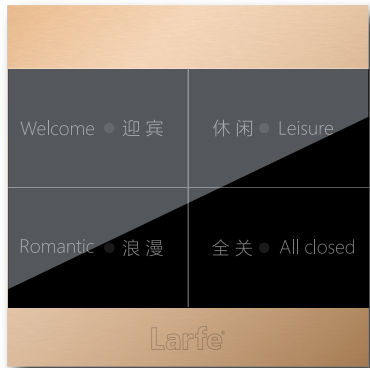 Welcome 迎宾
休闲 Leisure
Romantic 浪漫
全关 All closed
Larfe